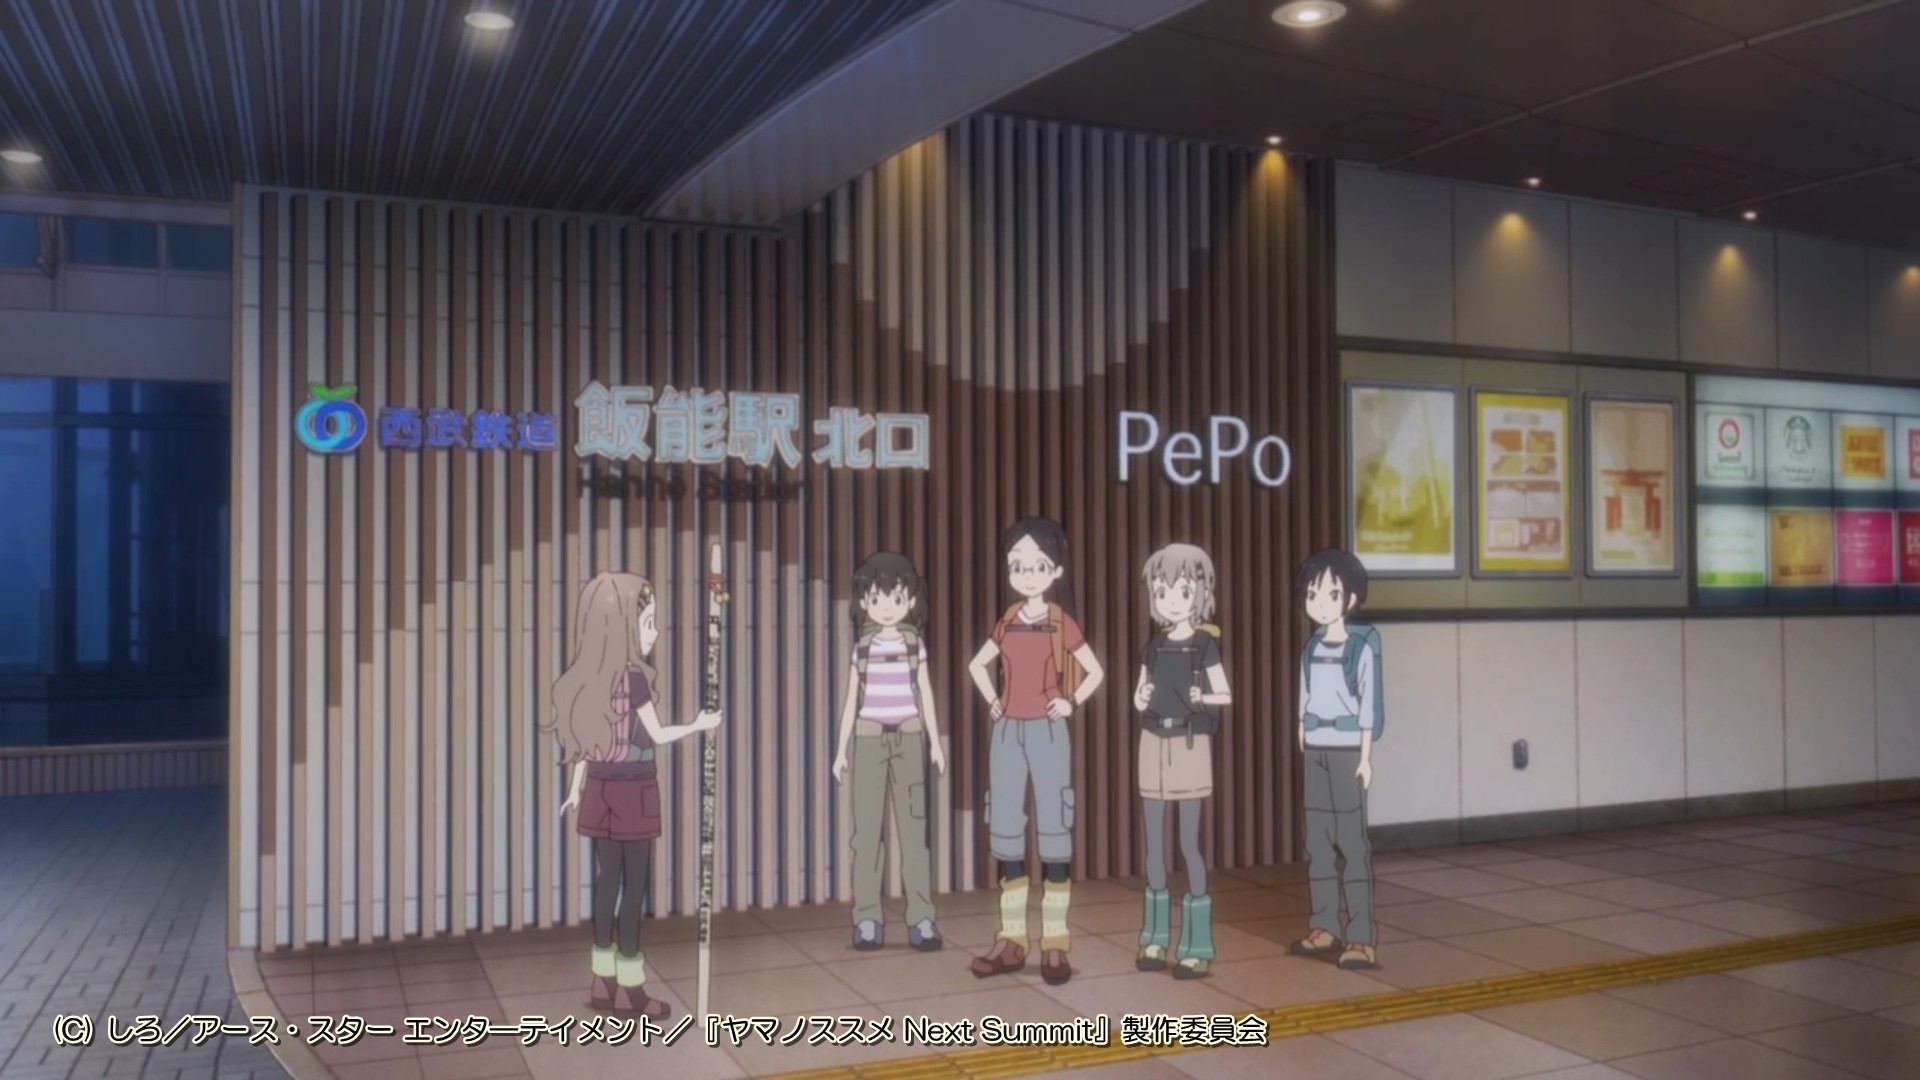 西武鉄道 飯能駅 北口
Hannō Station
PePo
(C) しろ／アース・スター エンターテイメント／『ヤマノススメ Next Summit』製作委員会